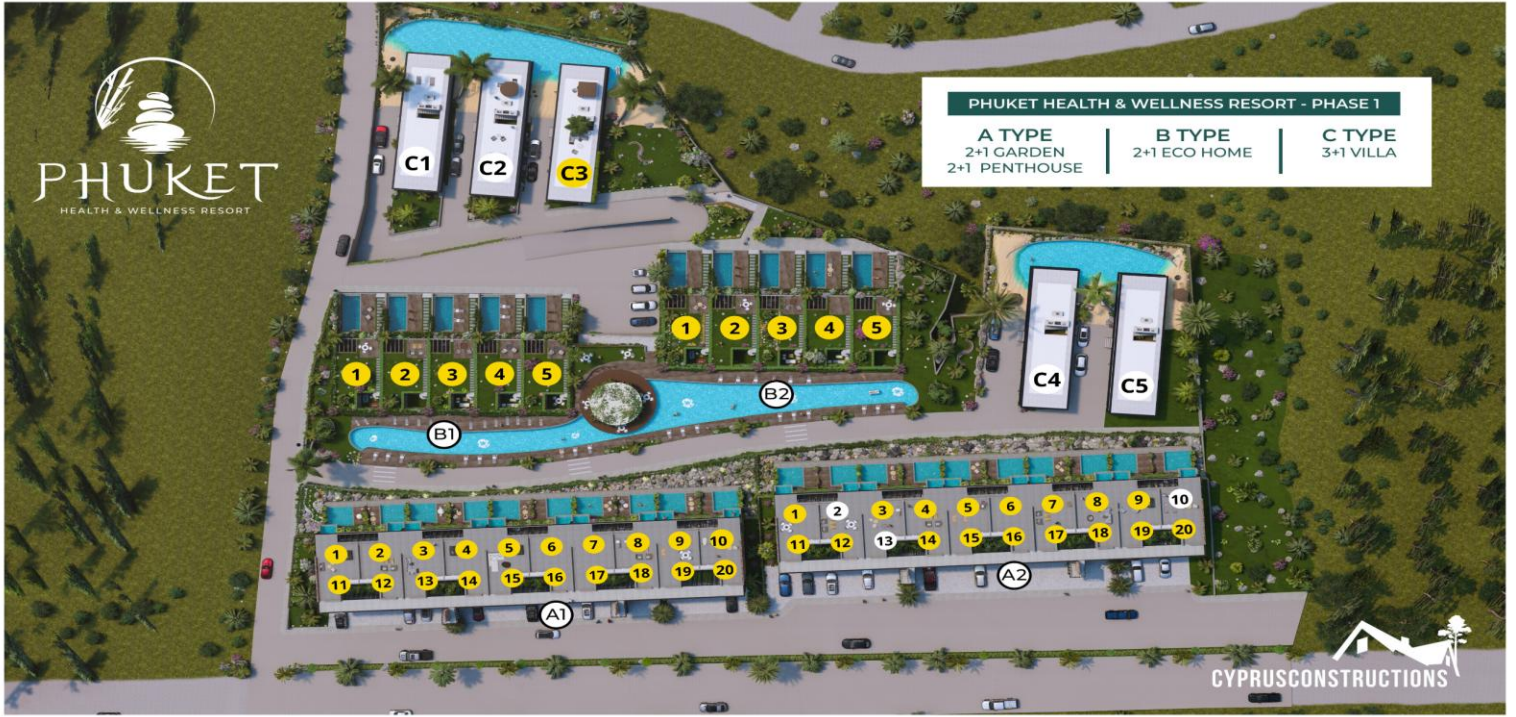 PHUKET
HEALTH & WELLNESS RESORT
PHUKET HEALTH & WELLNESS RESORT - PHASE 1
A TYPE
2+1 GARDEN
2+1 PENTHOUSE
B TYPE
2+1 ECO HOME
C TYPE
3+1 VILLA
C1
C2
C3
1 2 3 4 5
1 2 3 4 5
C4
C5
B2
B1
1 2 3 4 5 6 7 8 9 10
11 12 13 14 15 16 17 18 19 20
A2
1 2 3 4 5 6 7 8 9 10
11 12 13 14 15 16 17 18 19 20
A1
CYPRUSCONSTRUCTIONS